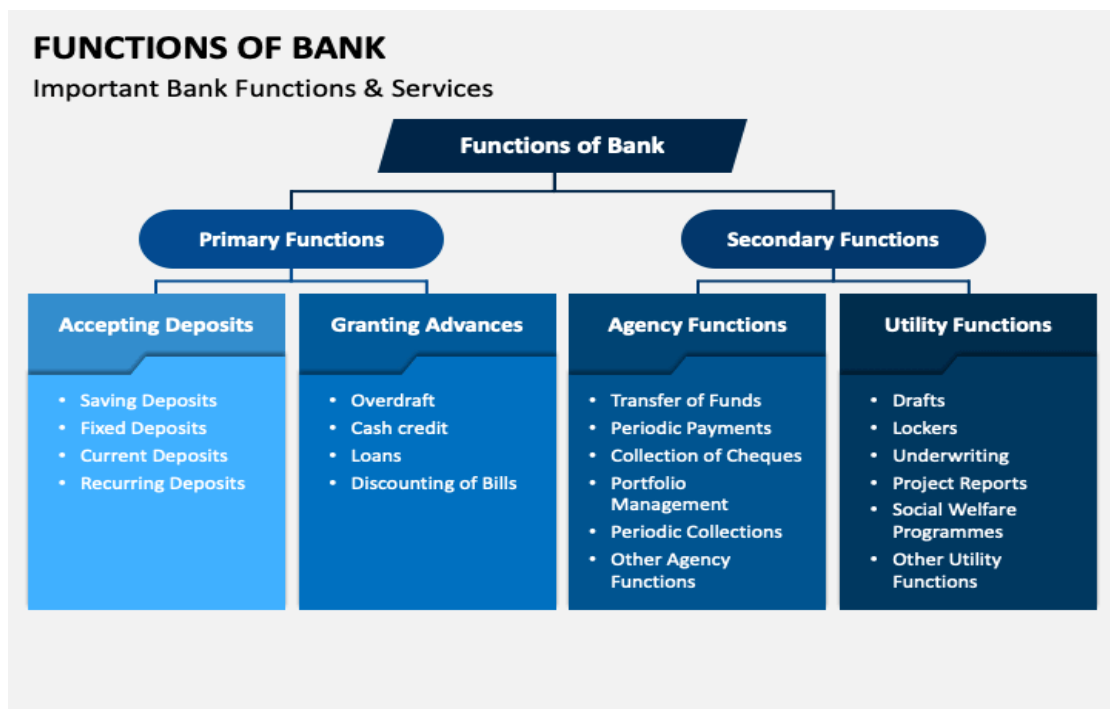 FUNCTIONS OF BANK
Important Bank Functions & Services
Functions of Bank
Primary Functions
Secondary Functions
Accepting Deposits
• Saving Deposits
• Fixed Deposits
• Current Deposits
• Recurring Deposits
Granting Advances
• Overdraft
• Cash credit
• Loans
• Discounting of Bills
Agency Functions
• Transfer of Funds
• Periodic Payments
• Collection of Cheques
• Portfolio
Management
• Periodic Collections
• Other Agency
Functions
Utility Functions
• Drafts
• Lockers
• Underwriting
• Project Reports
• Social Welfare
Programmes
• Other Utility
Functions